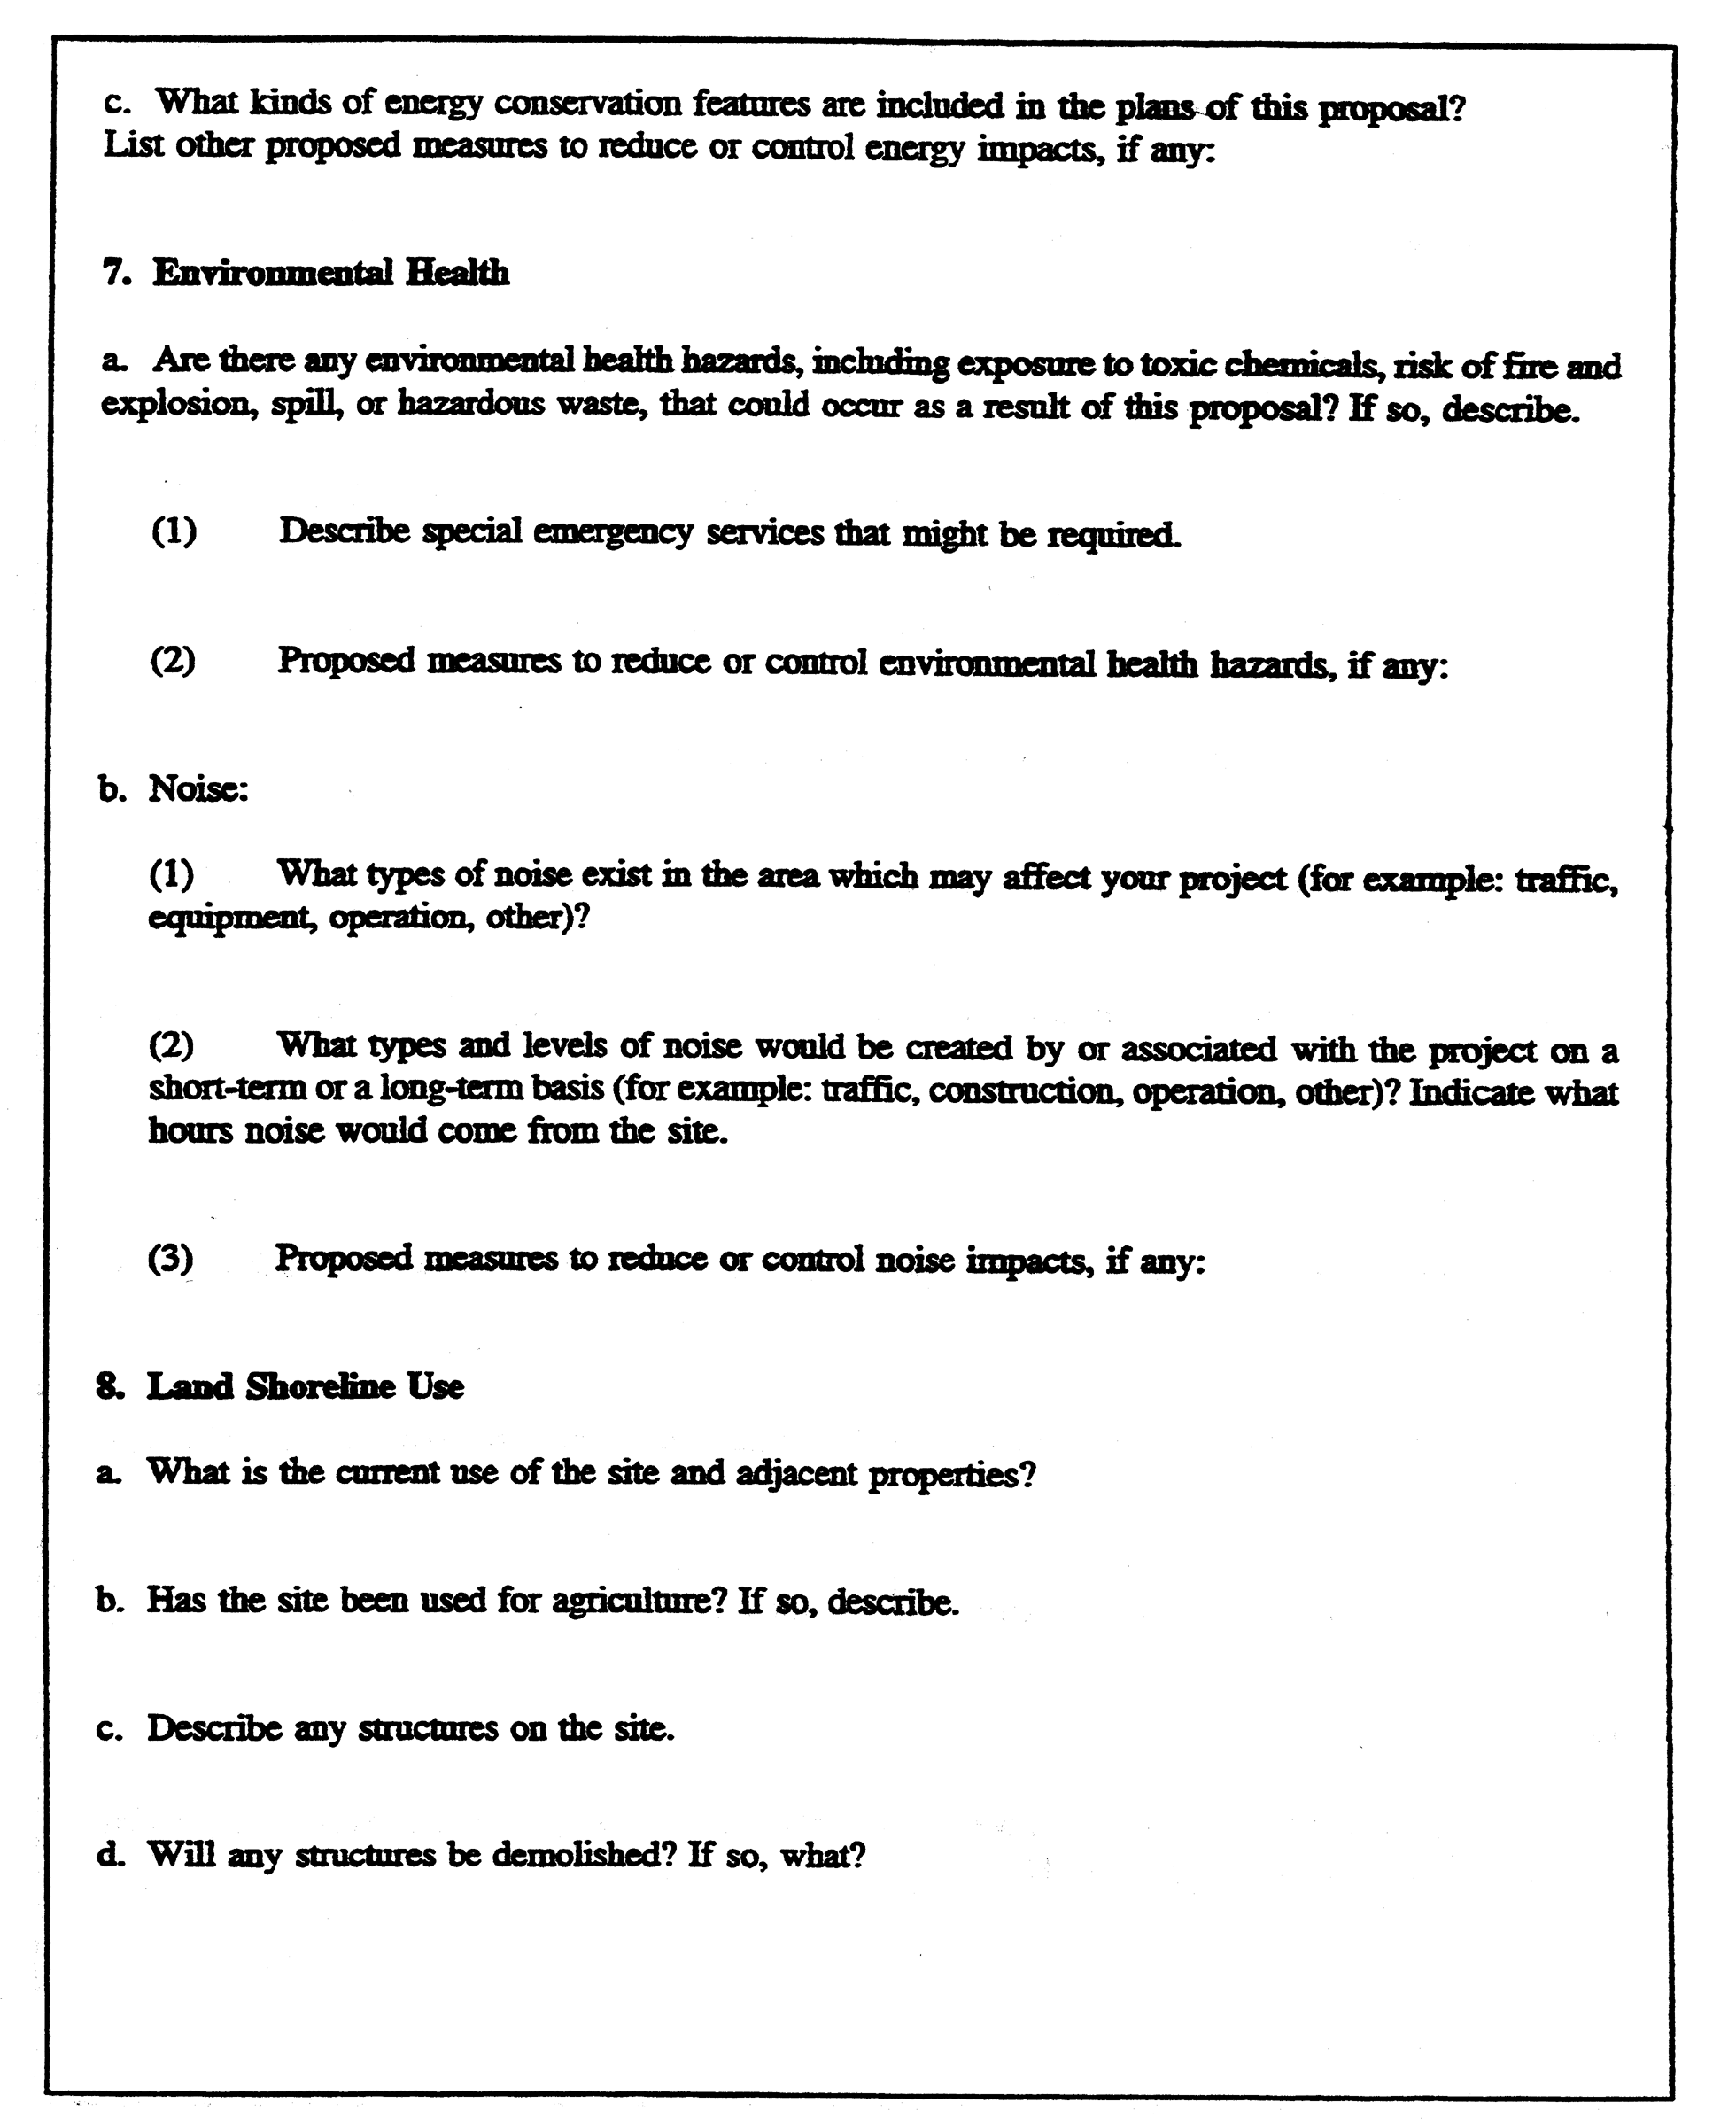 c. What kinds of energy conservation features are included in the plans of this proposal?
List other proposed measures to reduce or control energy impacts, if any:
7. Environmental Health
a. Are there any environmental health hazards, including exposure to toxic chemicals, risk of fire and
explosion, spill, or hazardous waste, that could occur as a result of this proposal? If so, describe.
(1) Describe special emergency services that might be required.
(2) Proposed measures to reduce or control environmental health hazards, if any:
b. Noise:
(1) What types of noise exist in the area which may affect your project (for example: traffic,
equipment, operation, other)?
(2) What types and levels of noise would be created by or associated with the project on a
short-term or a long-term basis (for example: traffic, construction, operation, other)? Indicate what
hours noise would come from the site.
(3) Proposed measures to reduce or control noise impacts, if any:
8. Land Shoreline Use
a. What is the current use of the site and adjacent properties?
b. Has the site been used for agriculture? If so, describe.
c. Describe any structures on the site.
d. Will any structures be demolished? If so, what?